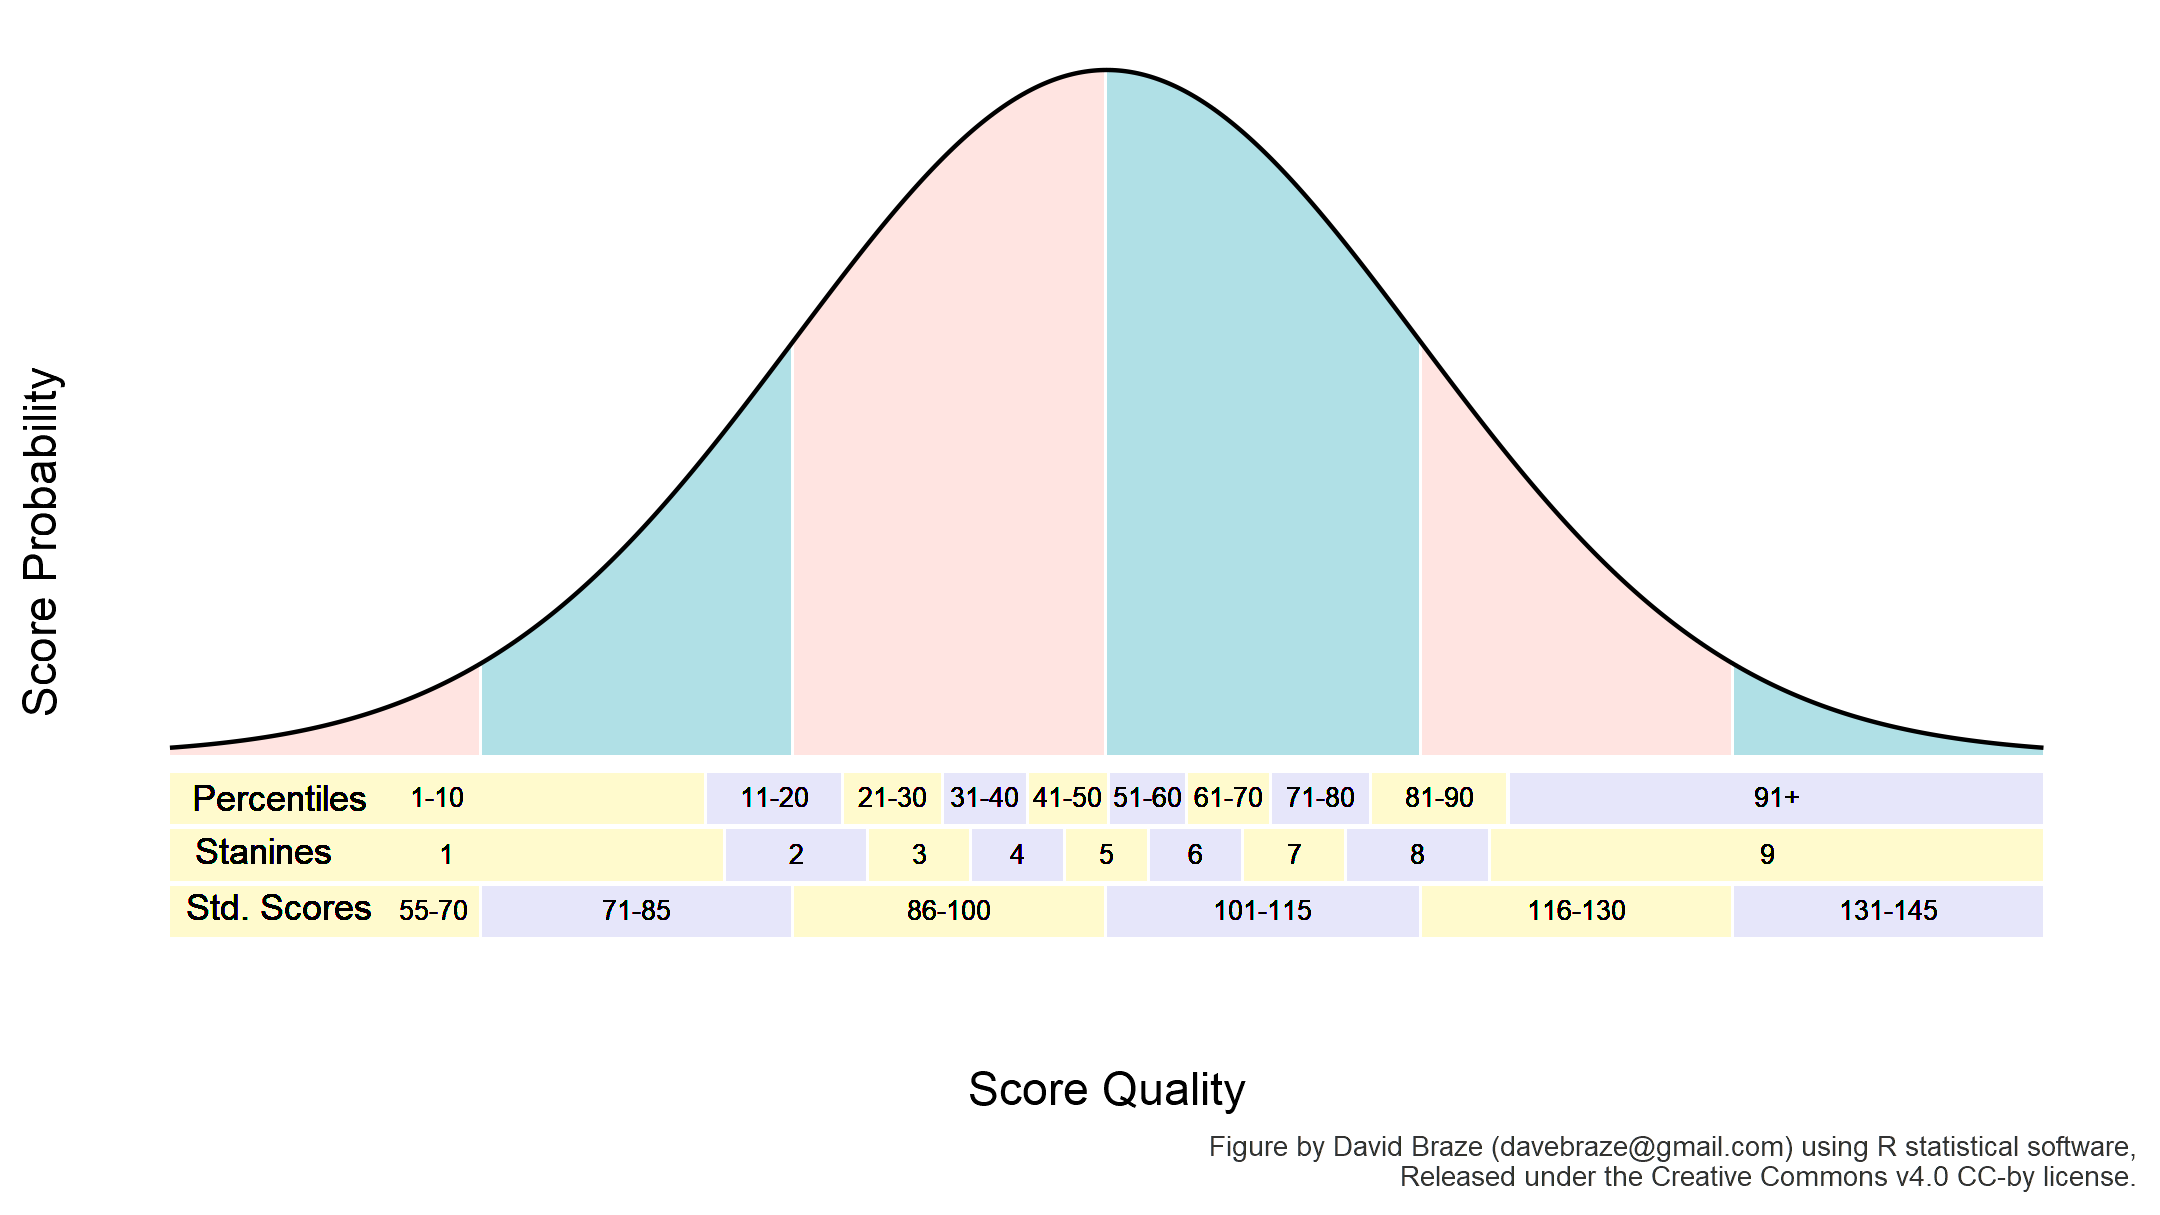 Score Probability
Percentiles 1-10 11-20 21-30 31-40 41-50 51-60 61-70 71-80 81-90 91+
Stanines 1 2 3 4 5 6 7 8 9
Std. Scores 55-70 71-85 86-100 101-115 116-130 131-145
Score Quality
Figure by David Braze (davebraze@gmail.com) using R statistical software,
Released under the Creative Commons v4.0 CC-by license.